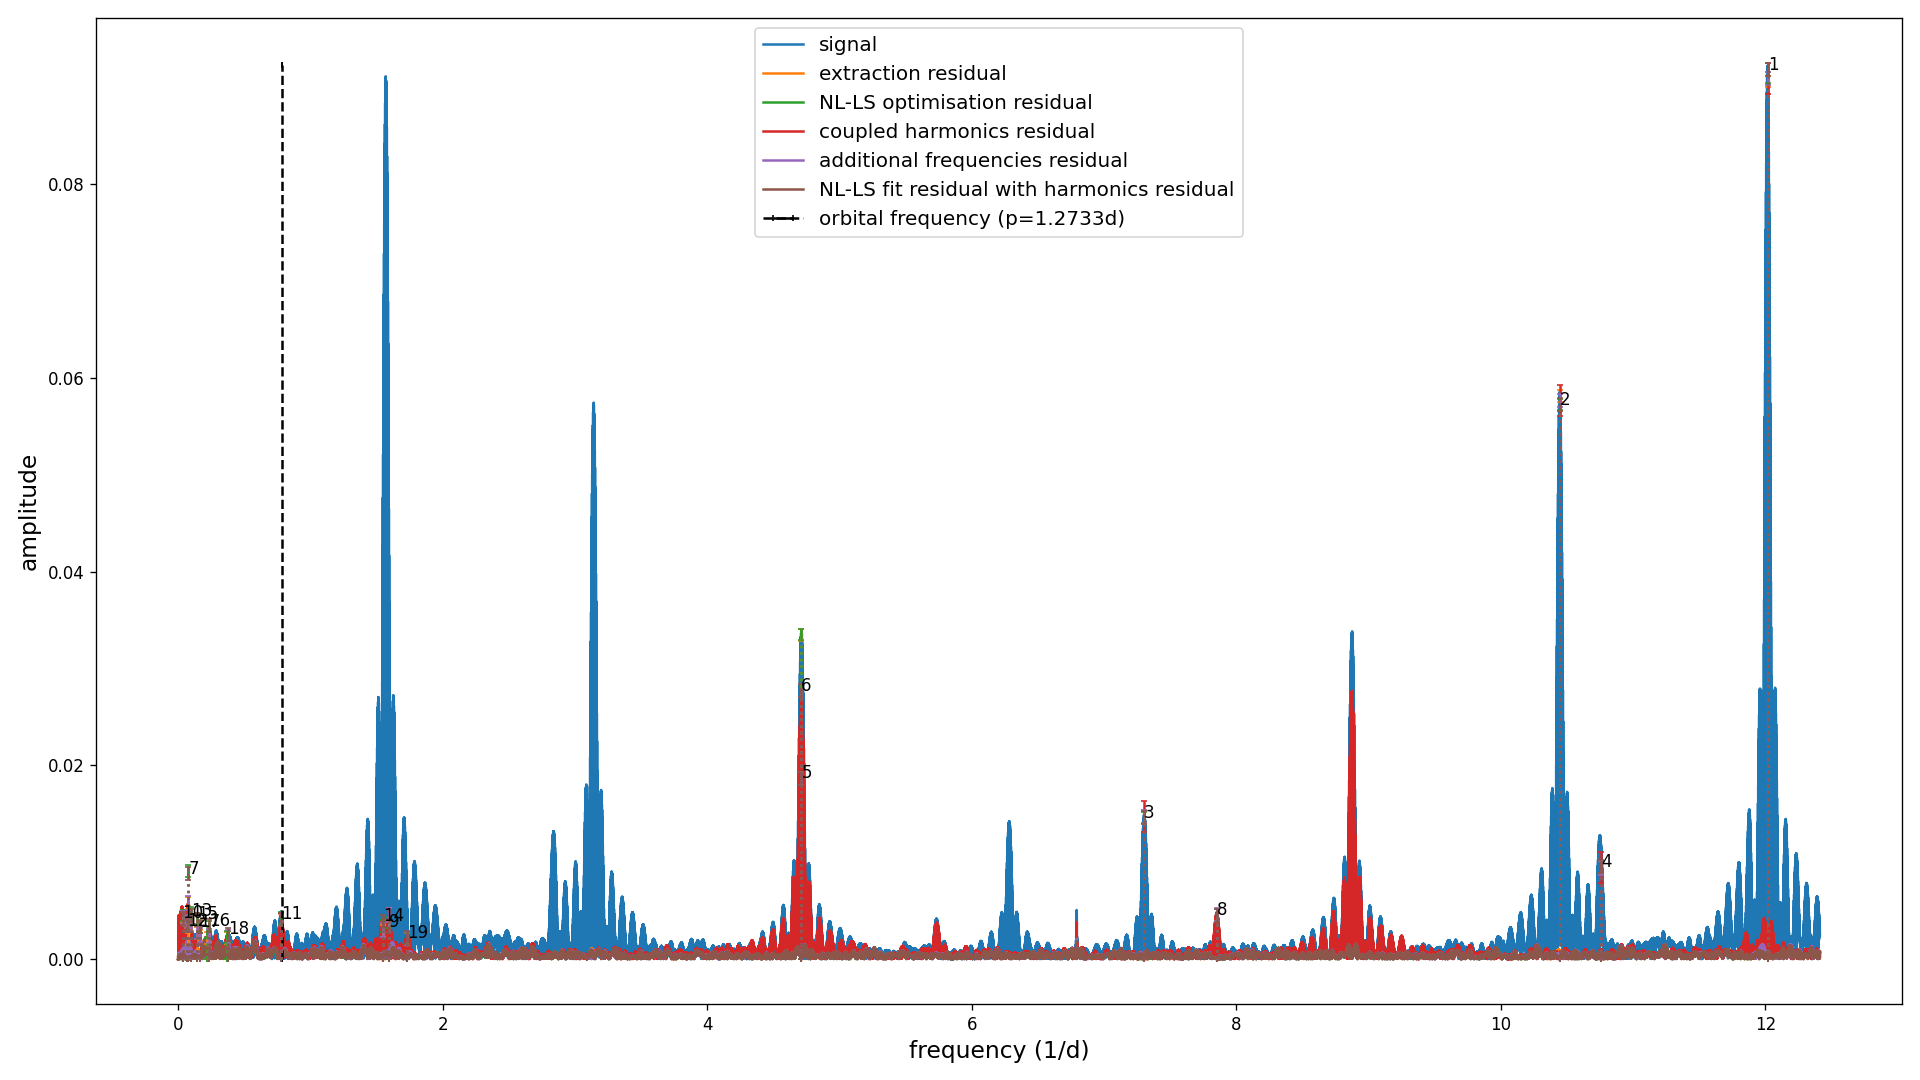 signal
extraction residual
NL-LS optimisation residual
coupled harmonics residual
additional frequencies residual
NL-LS fit residual with harmonics residual
orbital frequency (p=1.2733d)
amplitude
0.08
0.06
0.04
0.02
0.00
1
2
3
4
5
6
7
8
9
11
14
18
19
0 2 4 6 8 10 12
frequency (1/d)